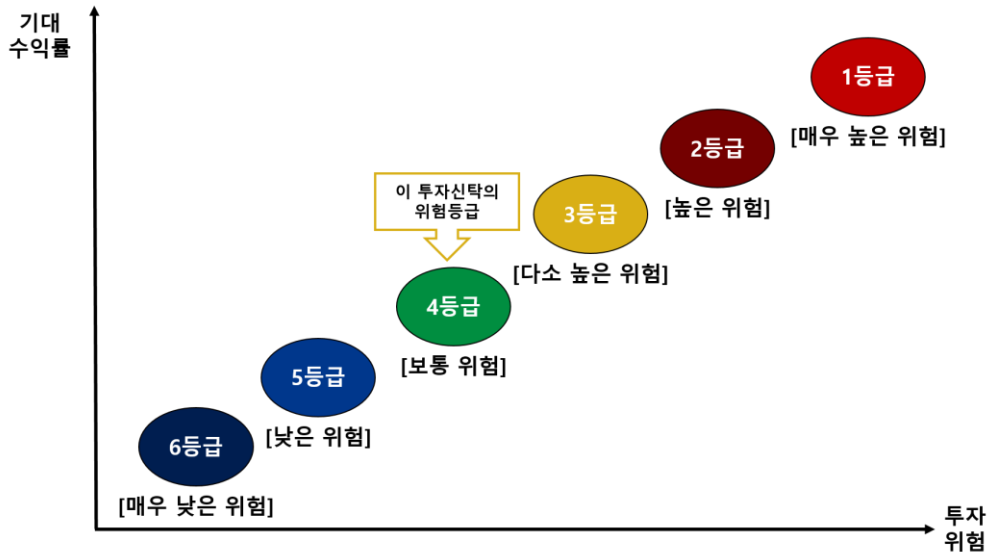 기대
수익률
1등급
[매우 높은 위험]
2등급
[높은 위험]
이 투자신탁의
위험등급
3등급
[다소 높은 위험]
4등급
[보통 위험]
5등급
[낮은 위험]
6등급
[매우 낮은 위험]
투자
위험